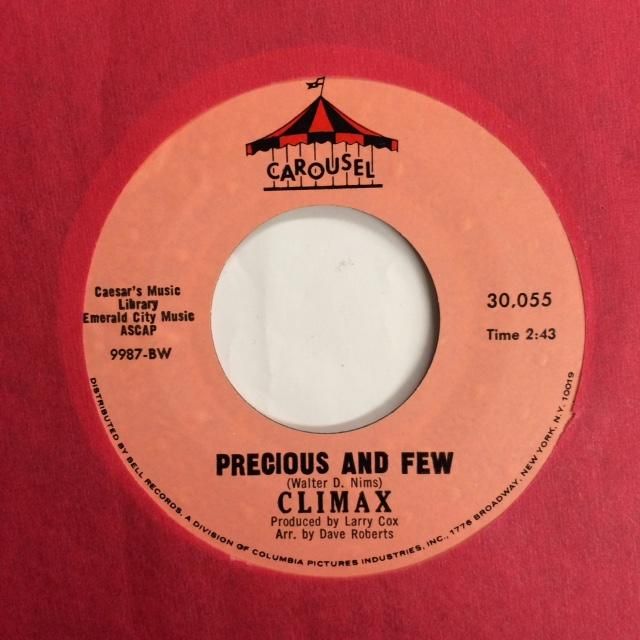 CAROUSEL
Caesar's Music
Library
Emerald City Music
ASCAP
9987-BW
30,055
Time 2:43
PRECIOUS AND FEW
(Walter D. Nims)
CLIMAX
Produced by Larry Cox
Arr. by Dave Roberts
DISTRIBUTED BY BELL RECORDS, A DIVISION OF COLUMBIA PICTURES INDUSTRIES, INC., 1776 BROADWAY, NEW YORK, N.Y. 10019